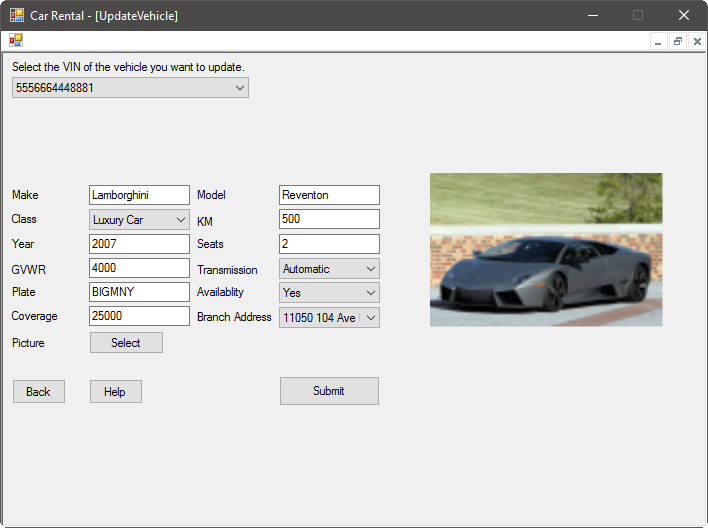 Car Rental - [UpdateVehicle]
Select the VIN of the vehicle you want to update.
5556664448881
Make Lamborghini Model Reventon
Class Luxury Car KM 500
Year 2007 Seats 2
GVWR 4000 Transmission Automatic
Plate BIGMNY Availablity Yes
Coverage 25000 Branch Address 11050 104 Ave
Picture Select
Back Help Submit